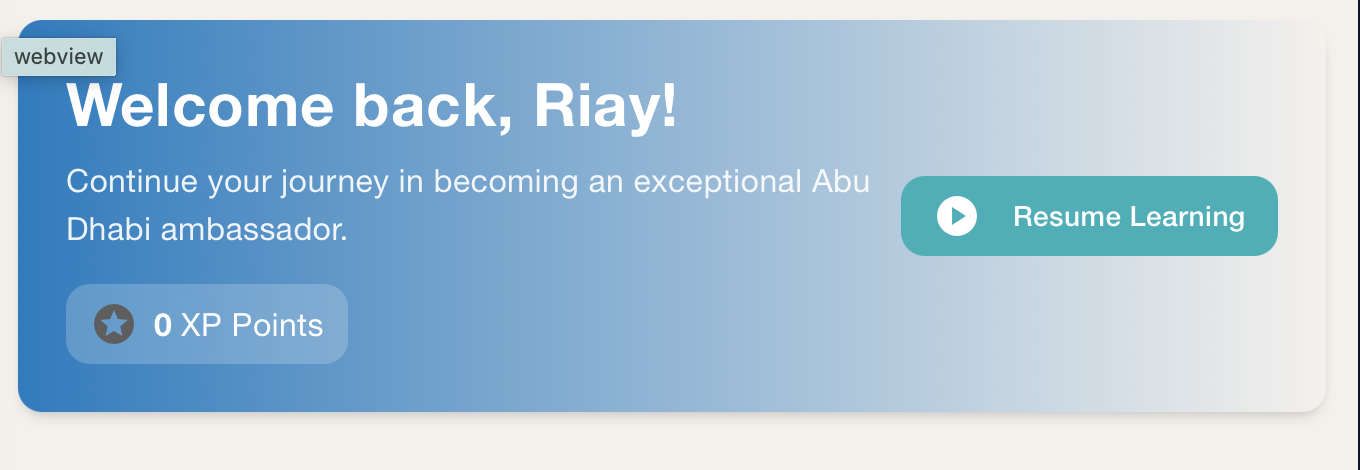 webview
Welcome back, Riay!
Continue your journey in becoming an exceptional Abu
Dhabi ambassador.
Resume Learning
0 XP Points